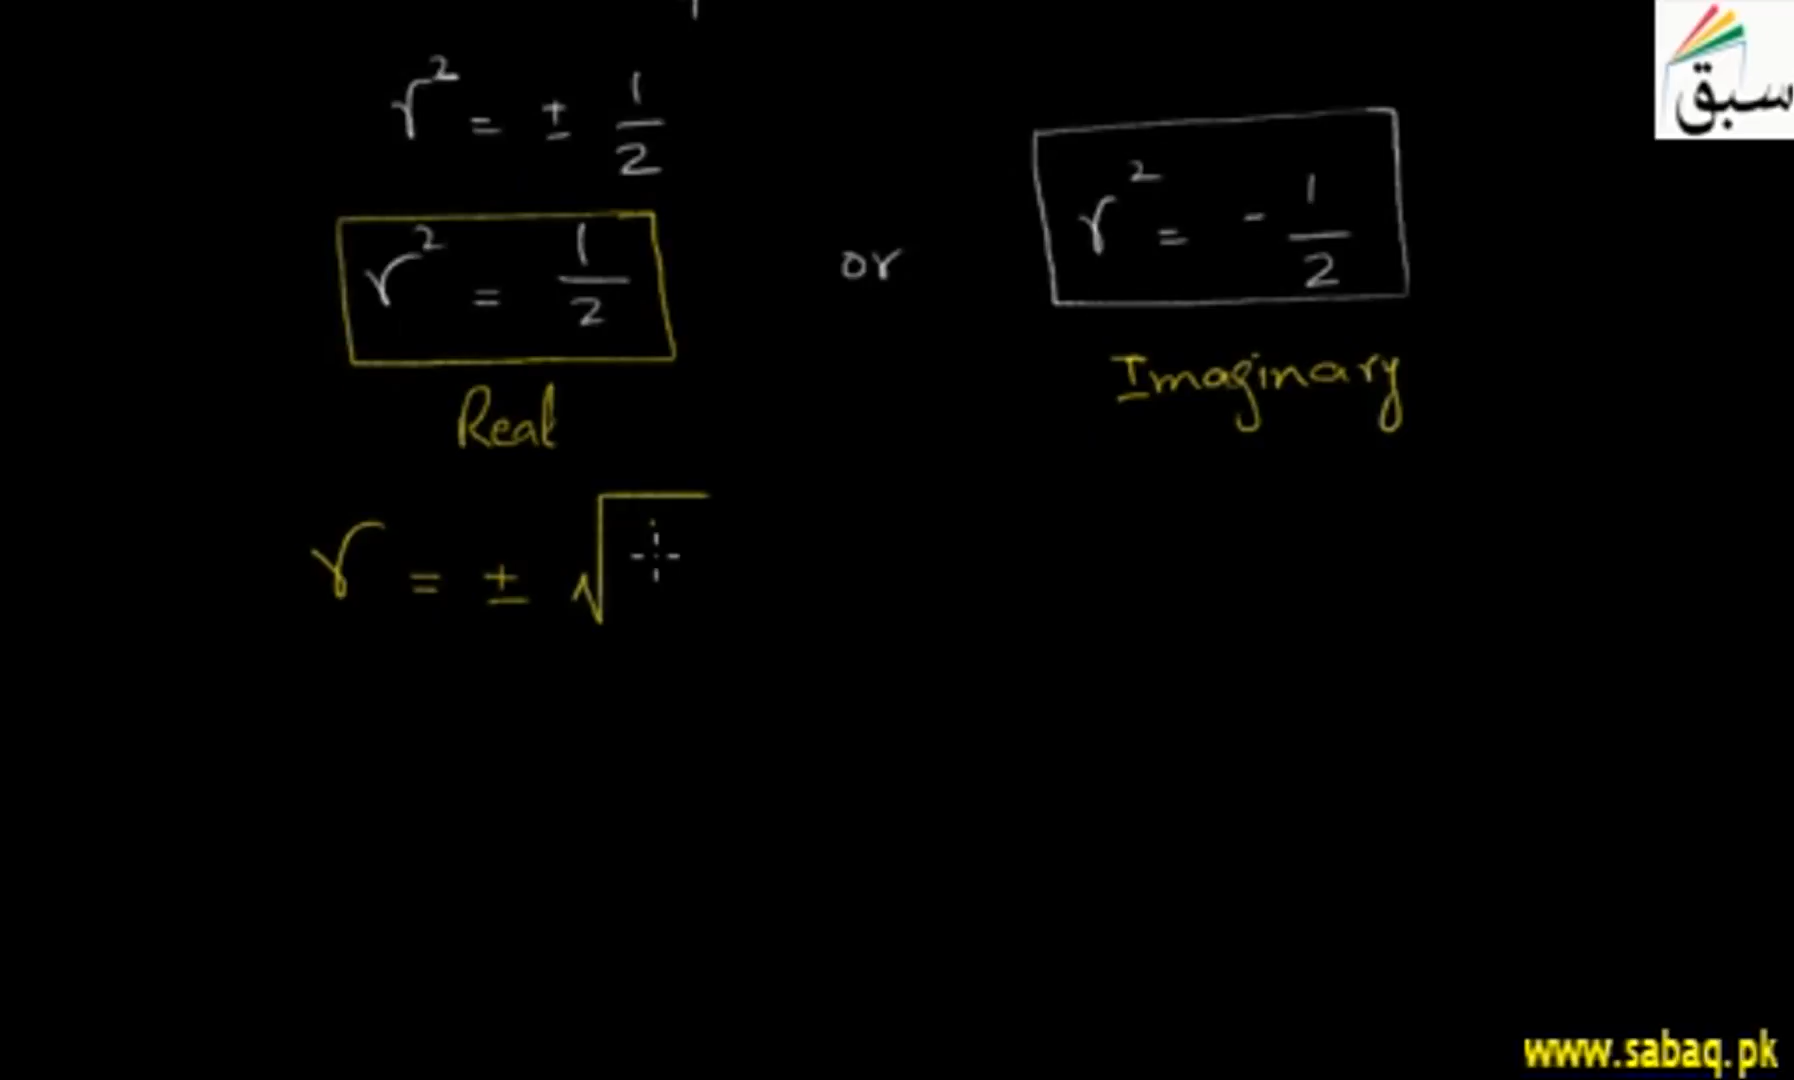 سبق
r² = ± 1/2
r² = 1/2 or r² = - 1/2
Real Imaginary
r = ± √
www.sabaq.pk